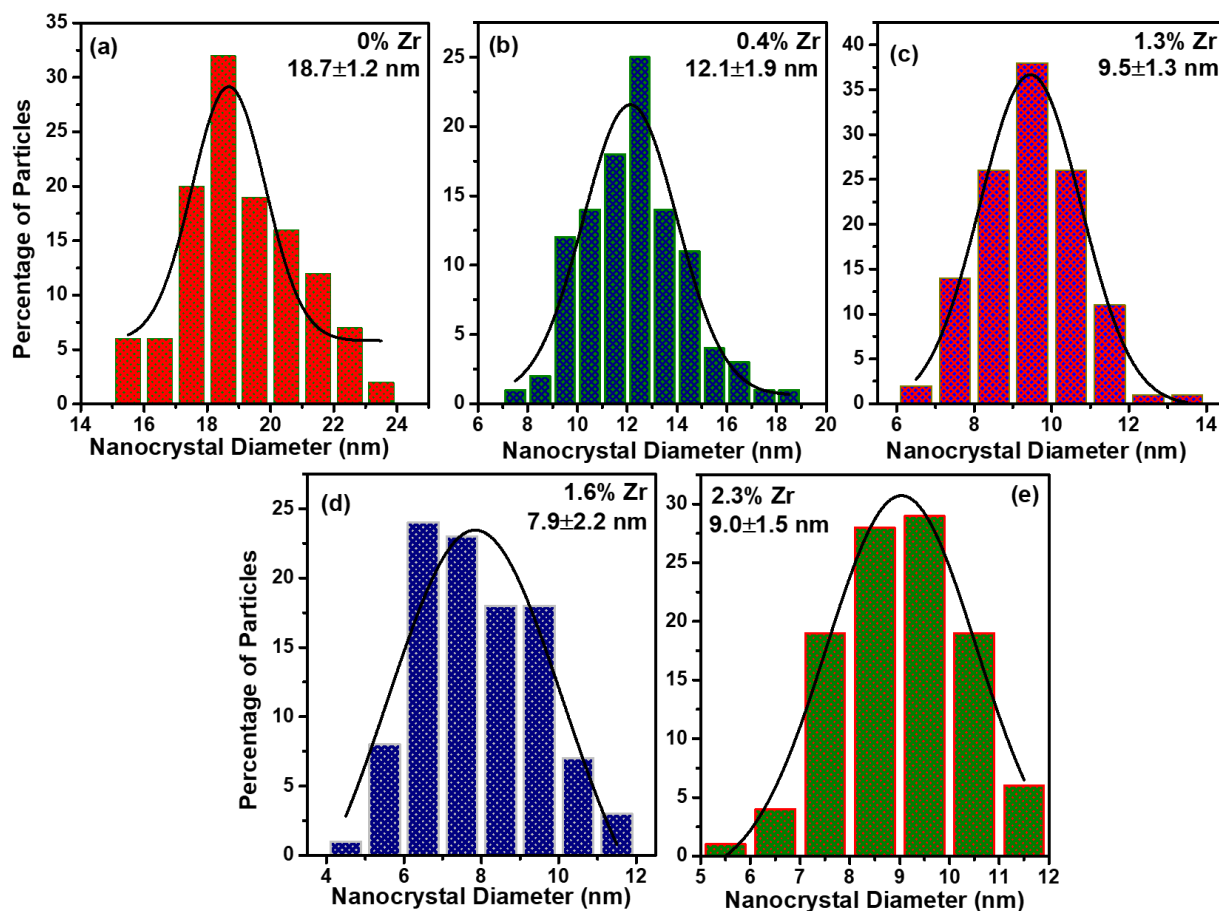 (a)
0% Zr
18.7±1.2 nm
Percentage of Particles
35
30
25
20
15
10
5
0
14 16 18 20 22 24
Nanocrystal Diameter (nm)
(b)
0.4% Zr
12.1±1.9 nm
25
20
15
10
5
0
6 8 10 12 14 16 18 20
Nanocrystal Diameter (nm)
(c)
1.3% Zr
9.5±1.3 nm
40
35
30
25
20
15
10
5
0
6 8 10 12 14
Nanocrystal Diameter (nm)
(d)
1.6% Zr
7.9±2.2 nm
Percentage of Particles
25
20
15
10
5
0
4 6 8 10 12
Nanocrystal Diameter (nm)
2.3% Zr
9.0±1.5 nm
(e)
30
25
20
15
10
5
0
5 6 7 8 9 10 11 12
Nanocrystal Diameter (nm)